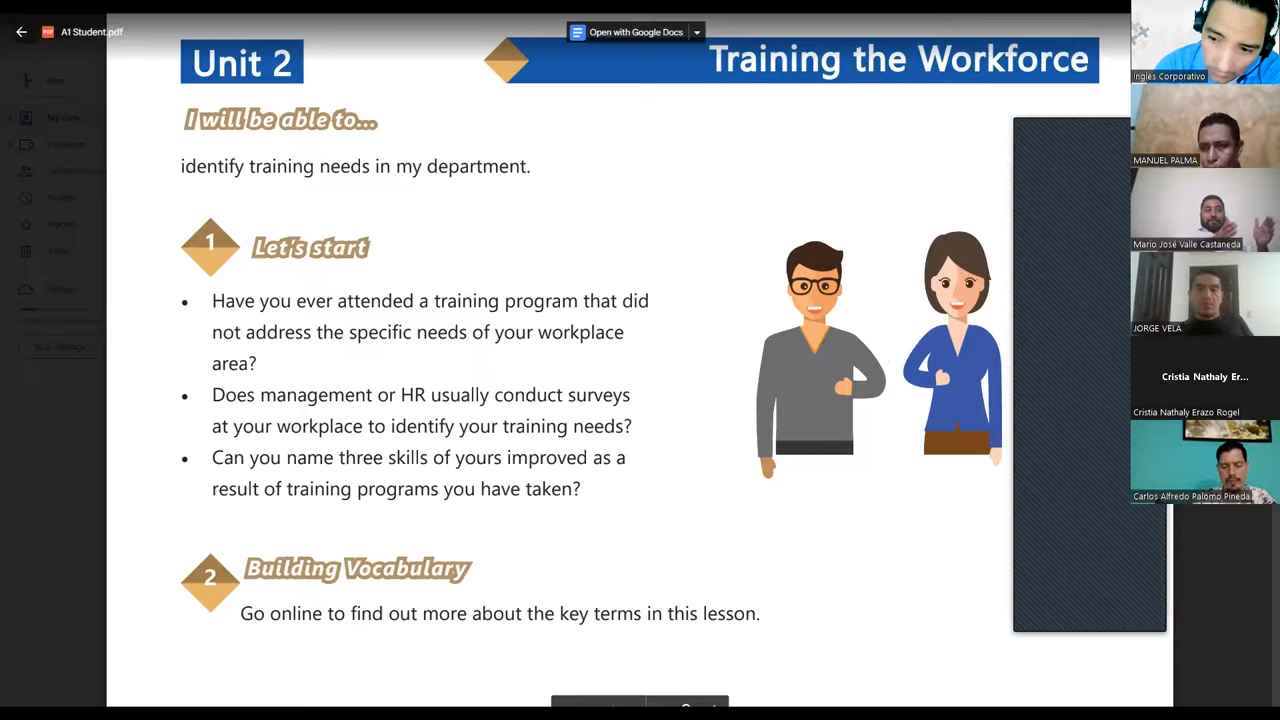 A1 Student.pdf
Open with Google Docs
Unit 2
Training the Workforce
I will be able to...
identify training needs in my department.
1
Let's start
• Have you ever attended a training program that did
not address the specific needs of your workplace
area?
• Does management or HR usually conduct surveys
at your workplace to identify your training needs?
• Can you name three skills of yours improved as a
result of training programs you have taken?
2
Building Vocabulary
Go online to find out more about the key terms in this lesson.
Ingles Corporativo
MANUEL PALMA
Mario José Valle Castaneda
JORGE VELA
Cristia Nathaly Er...
Cristia Nathaly Erazo Rogel
Carlos Alfredo Palomo Pineda